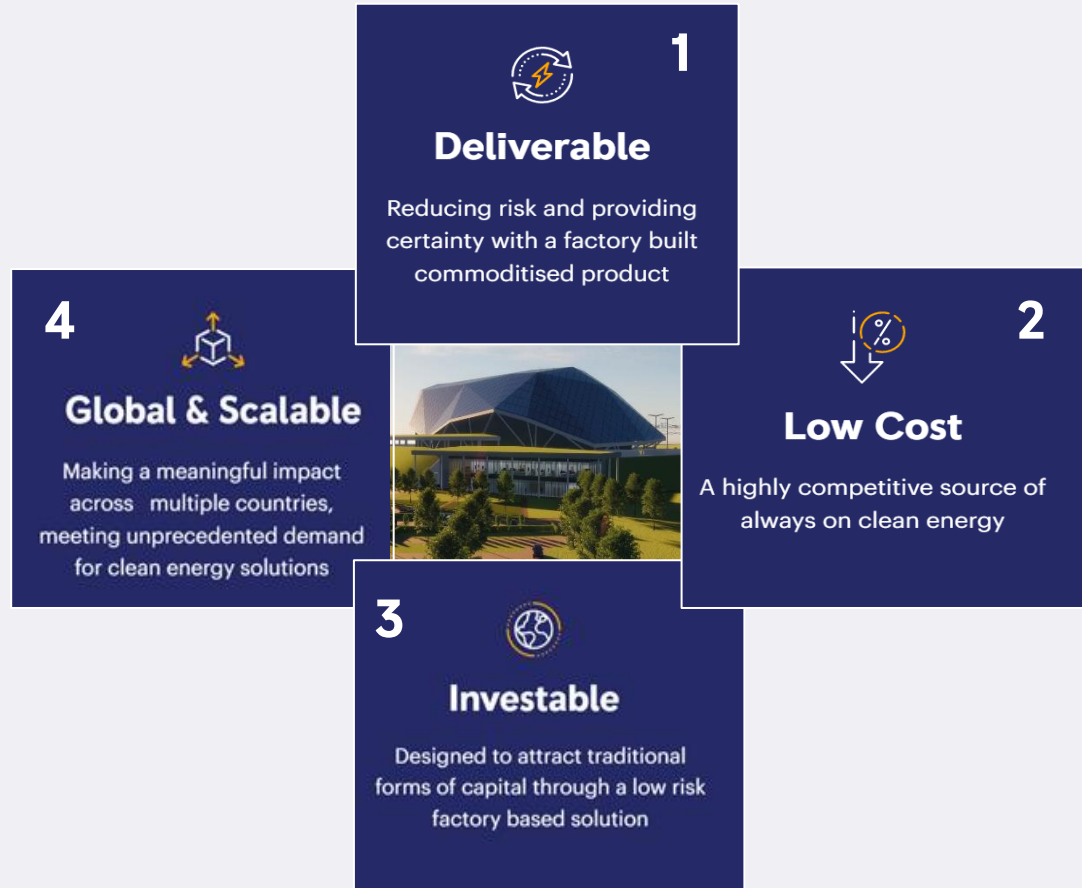 1
Deliverable
Reducing risk and providing
certainty with a factory built
commoditised product
2
%
Low Cost
A highly competitive source of
always on clean energy
3
Investable
Designed to attract traditional
forms of capital through a low risk
factory based solution
4
Global & Scalable
Making a meaningful impact
across multiple countries,
meeting unprecedented demand
for clean energy solutions